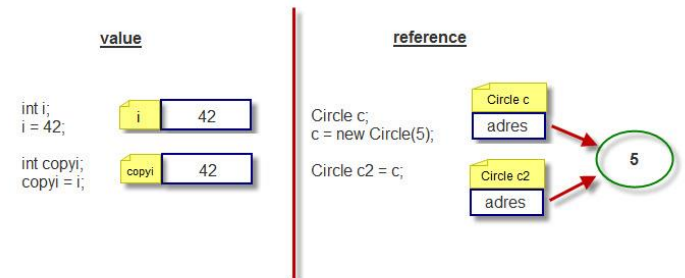 value
int i;
i = 42;
i
42
int copyi;
copyi = i;
copyi
42
reference
Circle c;
c = new Circle(5);
Circle c
adres
Circle c2 = c;
Circle c2
adres
5